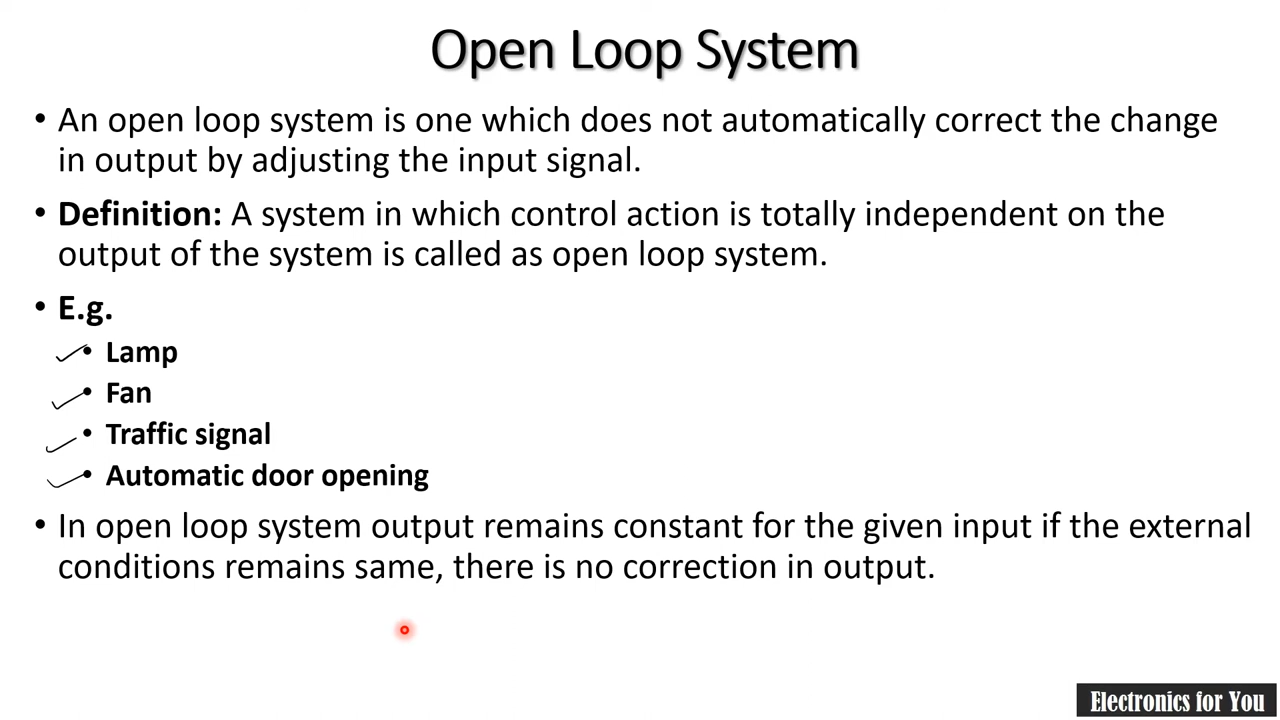 Open Loop System
• An open loop system is one which does not automatically correct the change
in output by adjusting the input signal.
• Definition: A system in which control action is totally independent on the
output of the system is called as open loop system.
• E.g.
• Lamp
• Fan
• Traffic signal
• Automatic door opening
• In open loop system output remains constant for the given input if the external
conditions remains same, there is no correction in output.
Electronics for You